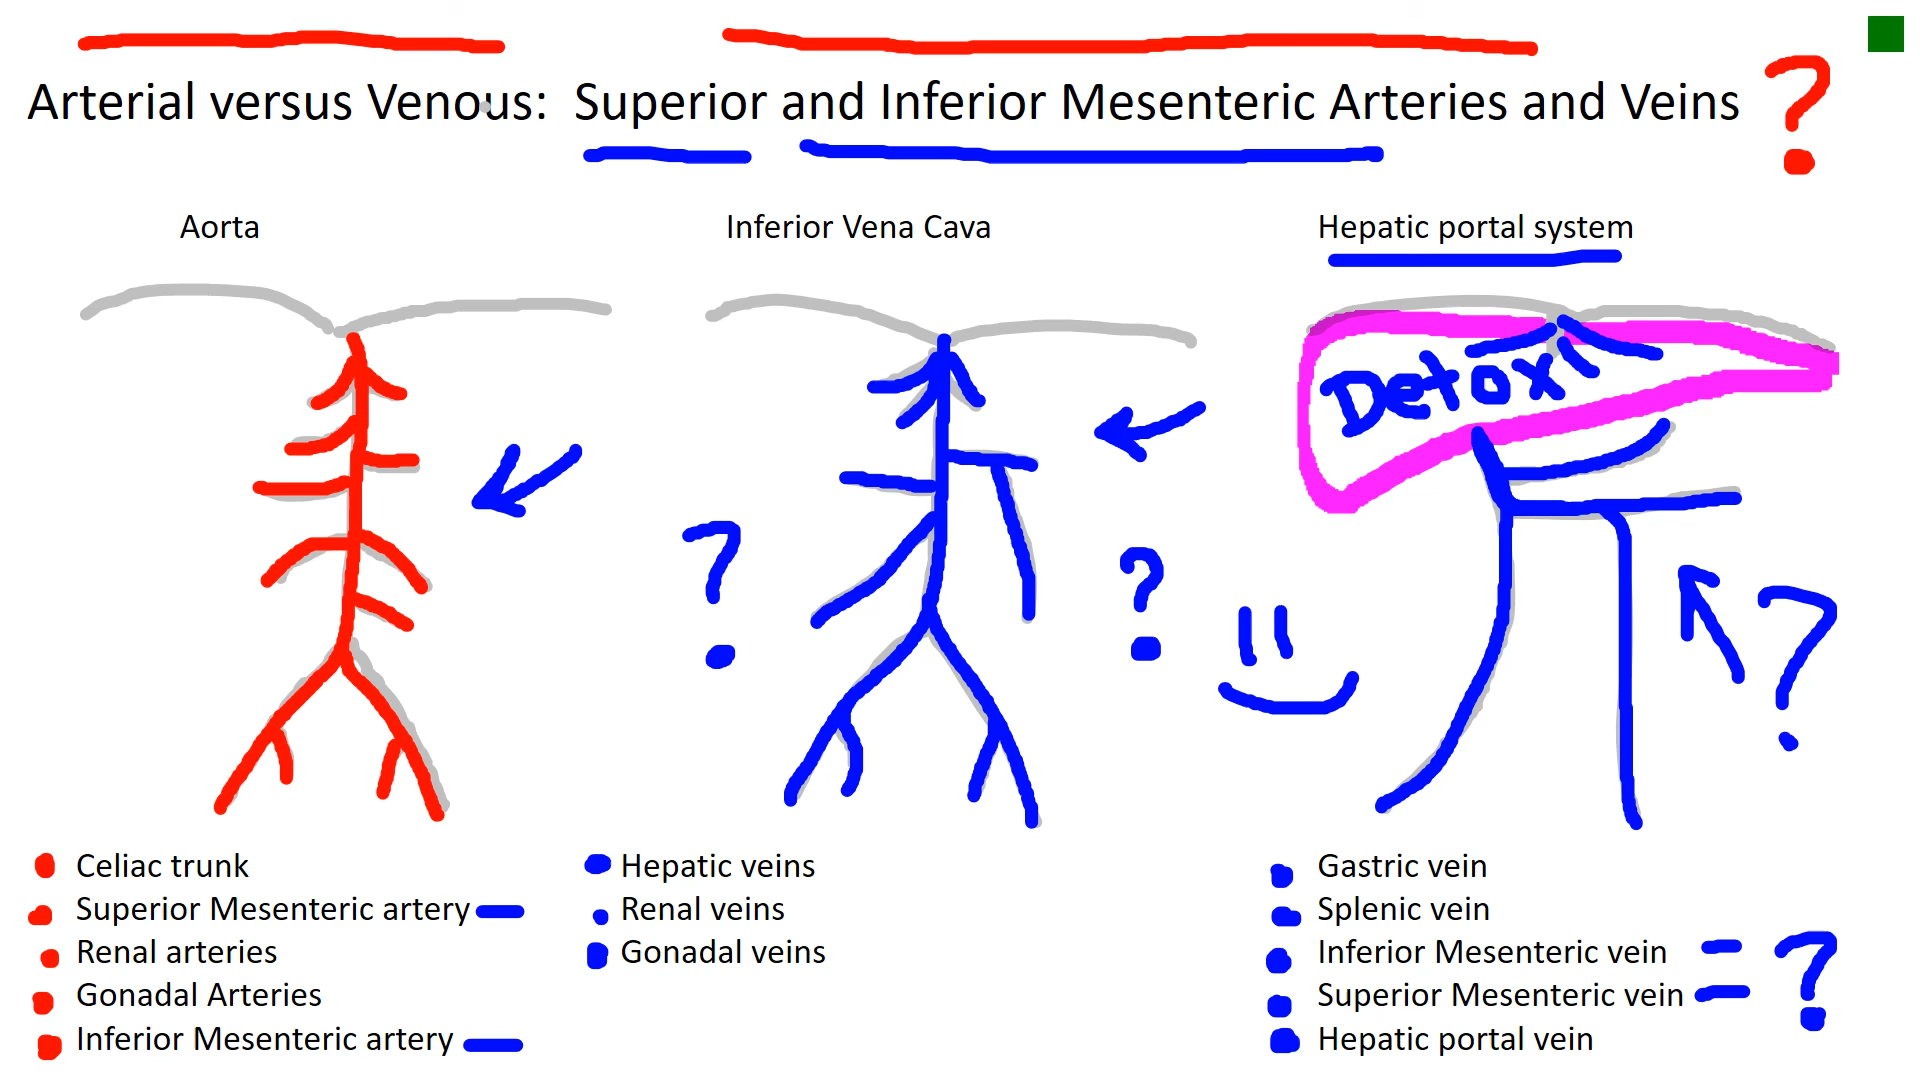 Arterial versus Venous: Superior and Inferior Mesenteric Arteries and Veins ?
Aorta
Inferior Vena Cava
Hepatic portal system
Detox
?
?
?
Celiac trunk
Superior Mesenteric artery
Renal arteries
Gonadal Arteries
Inferior Mesenteric artery
Hepatic veins
Renal veins
Gonadal veins
Gastric vein
Splenic vein
Inferior Mesenteric vein
Superior Mesenteric vein
Hepatic portal vein
?